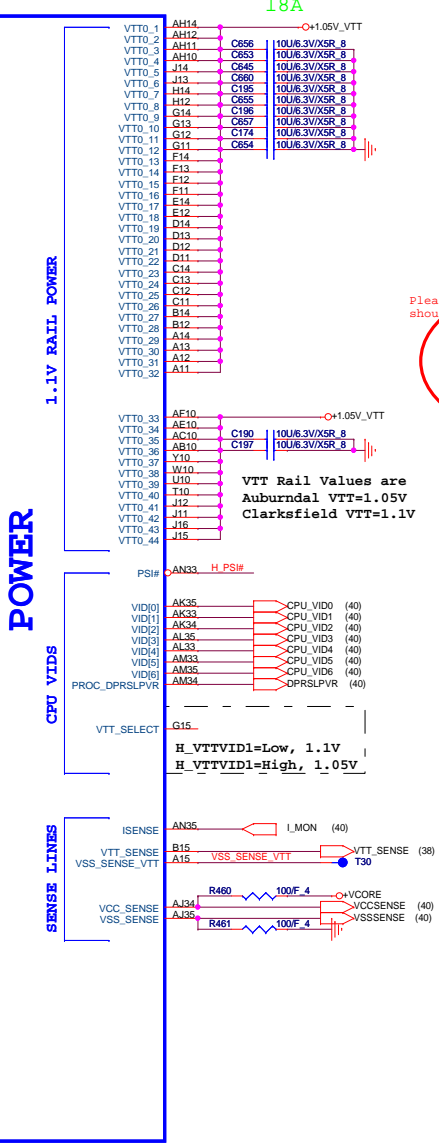 18A
VTT0_1 AH14 +1.05V_VTT
VTT0_2 AH12
VTT0_3 AH11 C656 10U/6.3V/X5R_8
VTT0_4 AH10 C653 10U/6.3V/X5R_8
VTT0_5 J14 C645 10U/6.3V/X5R_8
VTT0_6 J13 C660 10U/6.3V/X5R_8
VTT0_7 H14 C195 10U/6.3V/X5R_8
VTT0_8 H12 C655 10U/6.3V/X5R_8
VTT0_9 G14 C196 10U/6.3V/X5R_8
VTT0_10 G13 C657 10U/6.3V/X5R_8
VTT0_11 G12 C174 10U/6.3V/X5R_8
VTT0_12 G11 C654 10U/6.3V/X5R_8
VTT0_13 F14
VTT0_14 F13
VTT0_15 F12
VTT0_16 F11
VTT0_17 E14
VTT0_18 E12
VTT0_19 D14
VTT0_20 D13
VTT0_21 D12
VTT0_22 D11
VTT0_23 C14
VTT0_24 C13
VTT0_25 C12
VTT0_26 C11
VTT0_27 B14
VTT0_28 B12
VTT0_29 A14
VTT0_30 A13
VTT0_31 A12
VTT0_32 A11
1.1V RAIL POWER
VTT0_33 AF10 +1.05V_VTT
VTT0_34 AE10
VTT0_35 AC10 C190 10U/6.3V/X5R_8
VTT0_36 AB10 C197 10U/6.3V/X5R_8
VTT0_37 Y10
VTT0_38 W10
VTT0_39 U10
VTT0_40 T10
VTT0_41 J12
VTT0_42 J11
VTT0_43 J16
VTT0_44 J15
VTT Rail Values are
Auburndal VTT=1.05V
Clarksfield VTT=1.1V
POWER
PSI# AN33 H_PSI#
CPU VIDS
VID[0] AK35 CPU_VID0 (40)
VID[1] AK33 CPU_VID1 (40)
VID[2] AK34 CPU_VID2 (40)
VID[3] AL35 CPU_VID3 (40)
VID[4] AL33 CPU_VID4 (40)
VID[5] AM33 CPU_VID5 (40)
VID[6] AM35 CPU_VID6 (40)
PROC_DPRSLPVR AM34 DPRSLPVR (40)
VTT_SELECT G15
H_VTTVID1=Low, 1.1V
H_VTTVID1=High, 1.05V
SENSE LINES
ISENSE AN35 I_MON (40)
VTT_SENSE B15 VTT_SENSE (38)
VSS_SENSE_VTT A15 VSS_SENSE_VTT T30
R460 100/F_4 +VCORE
VCC_SENSE AJ34 VCCSENSE (40)
VSS_SENSE AJ35 VSSSENSE (40)
R461 100/F_4